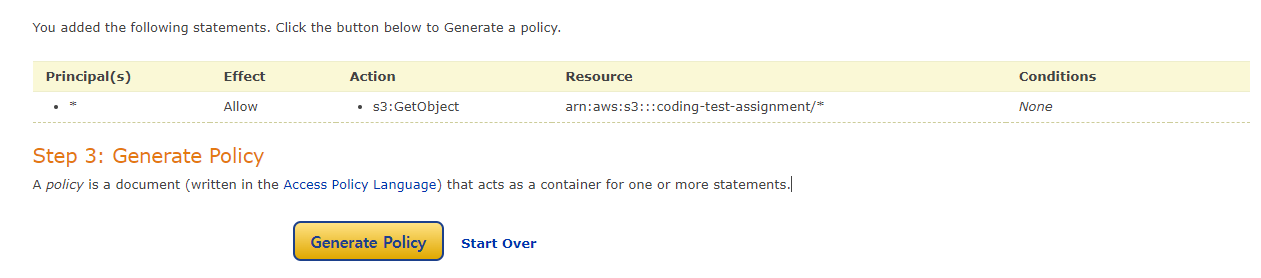 You added the following statements. Click the button below to Generate a policy.
Principal(s) Effect Action Resource Conditions
• * Allow • s3:GetObject arn:aws:s3:::coding-test-assignment/* None
Step 3: Generate Policy
A policy is a document (written in the Access Policy Language) that acts as a container for one or more statements.
Generate Policy Start Over